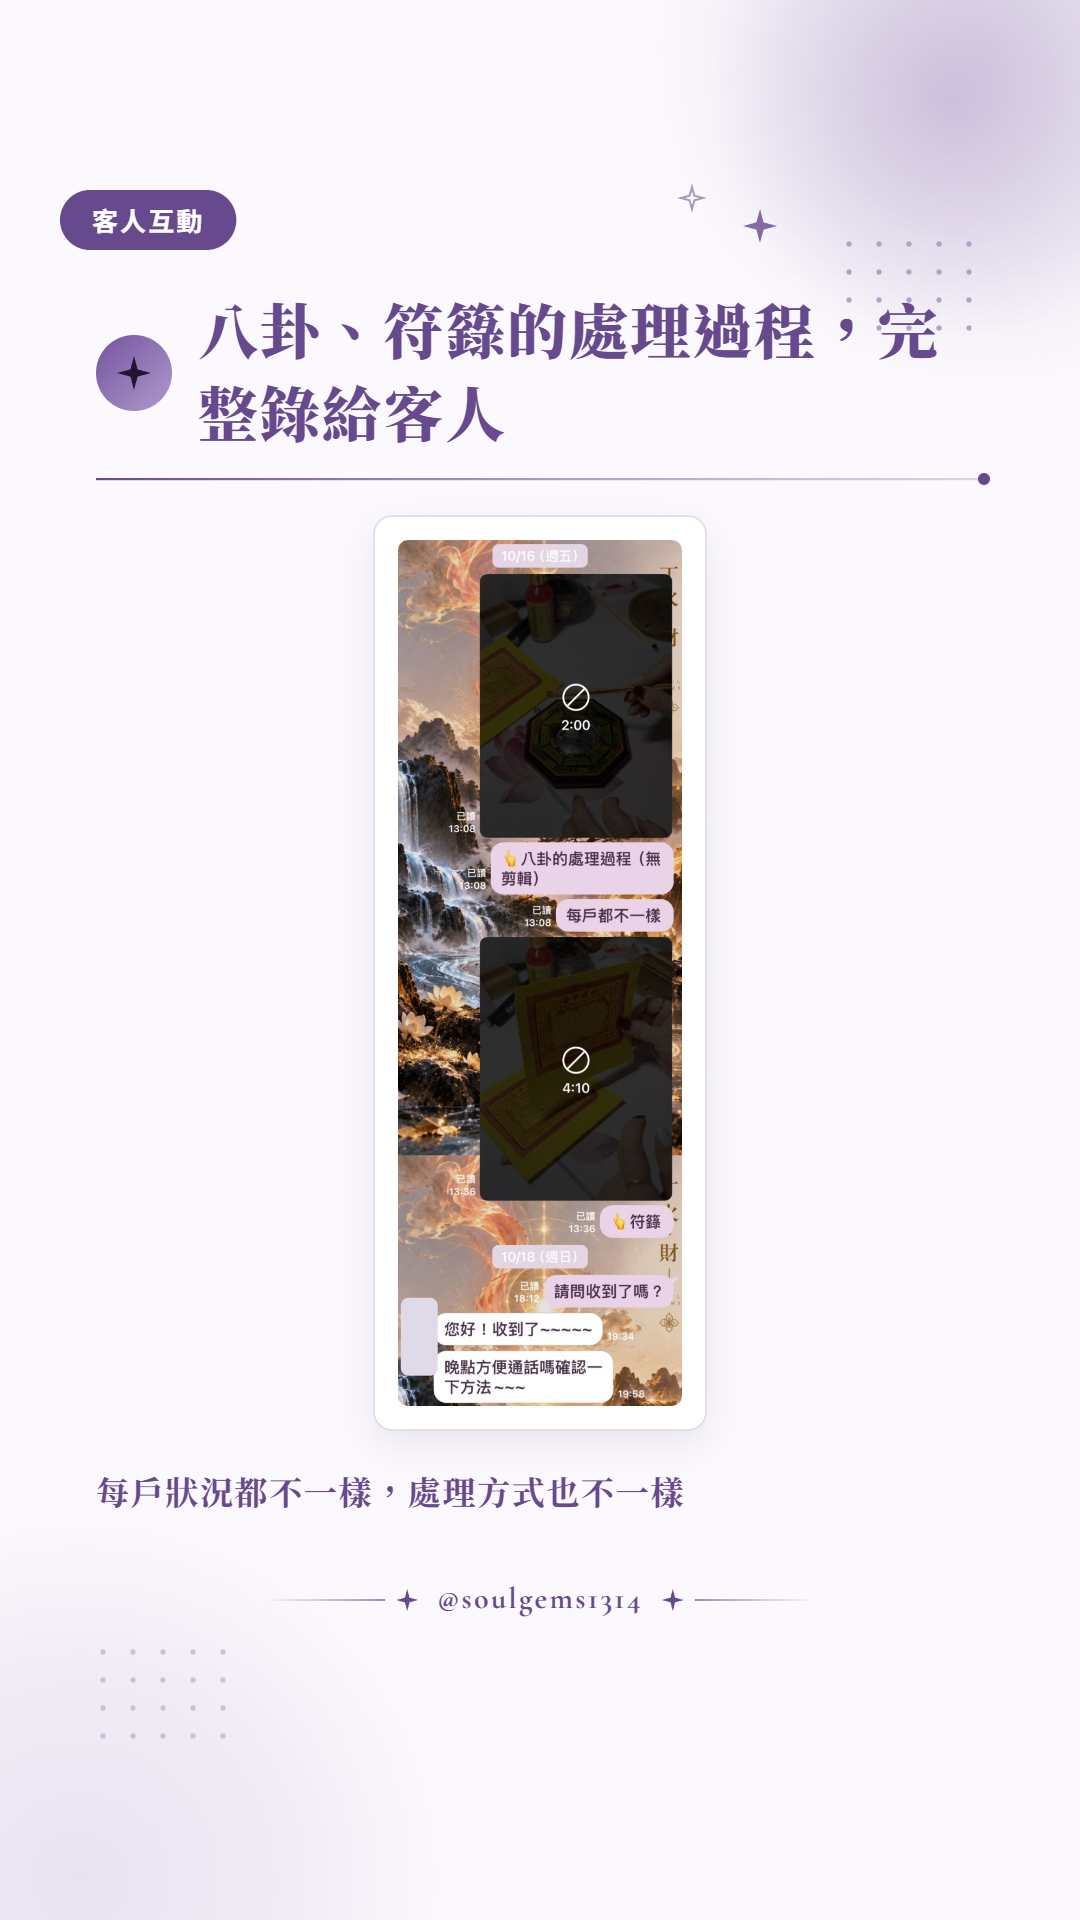 客人互動
八卦、符籙的處理過程，完
整錄給客人
10/16（週五）
2:00
已讀
13:08
👆八卦的處理過程（無
剪輯）
已讀
13:08
每戶都不一樣
已讀
13:08
4:10
已讀
13:36
👆符籙
已讀
13:36
10/18（週日）
財
請問收到了嗎？
已讀
18:12
您好！收到了~~~~~
19:34
晚點方便通話嗎確認一
下方法~~~
19:58
每戶狀況都不一樣，處理方式也不一樣
@soulgems1314